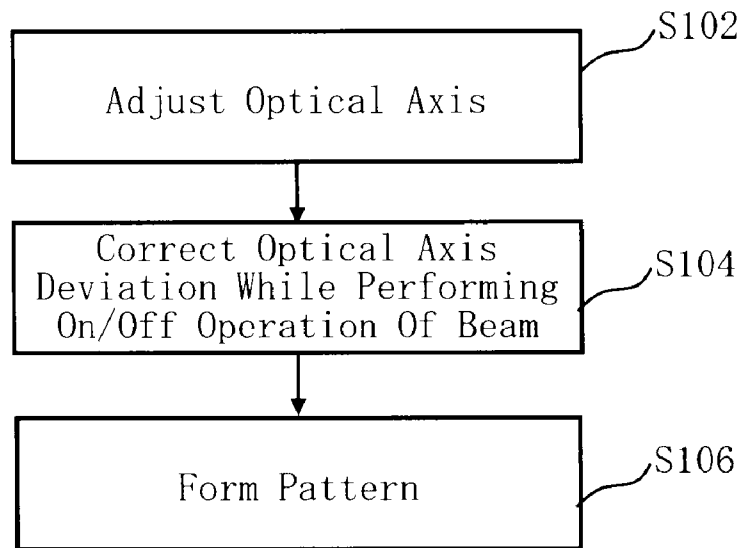 S102
Adjust Optical Axis
Correct Optical Axis
Deviation While Performing
On/Off Operation Of Beam
S104
Form Pattern
S106